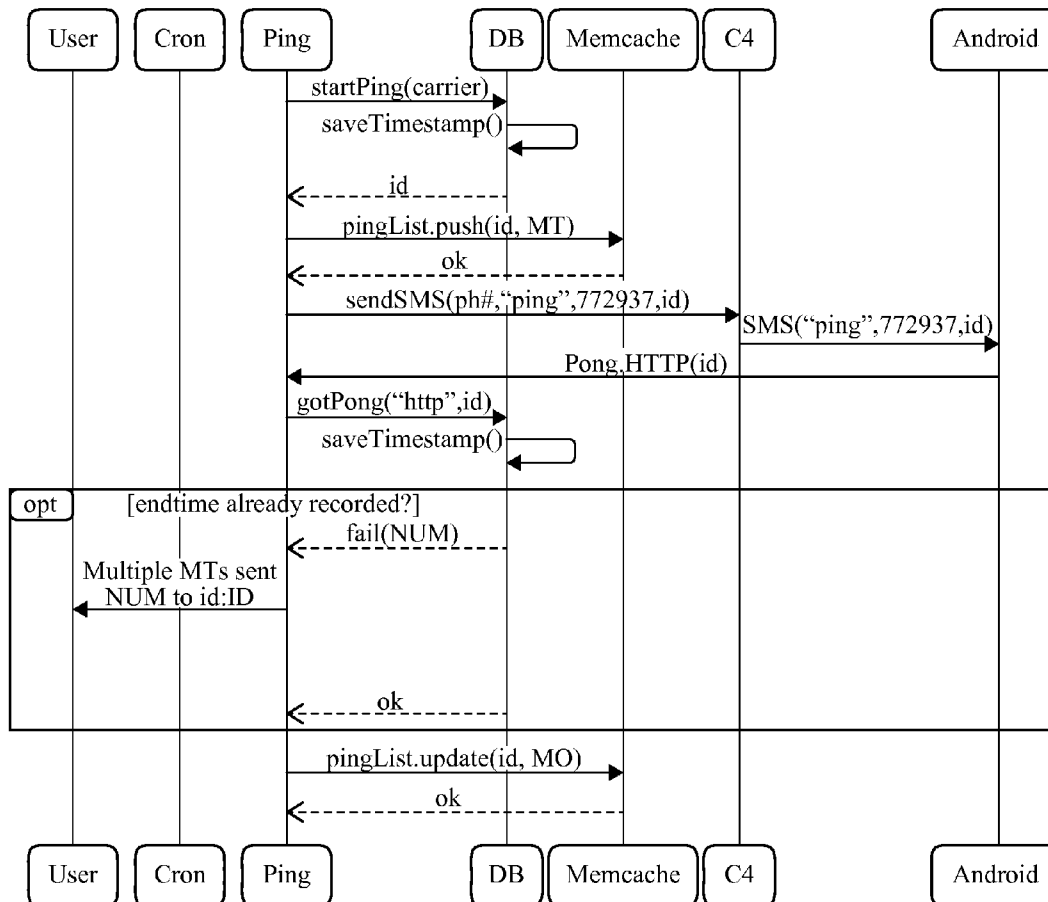 User Cron Ping DB Memcache C4 Android
startPing(carrier)
saveTimestamp()
id
pingList.push(id, MT)
ok
sendSMS(ph#,“ping”,772937,id)
SMS(“ping”,772937,id)
Pong.HTTP(id)
gotPong(“http”,id)
saveTimestamp()
opt [endtime already recorded?]
fail(NUM)
Multiple MTs sent
NUM to id:ID
ok
pingList.update(id, MO)
ok
User Cron Ping DB Memcache C4 Android